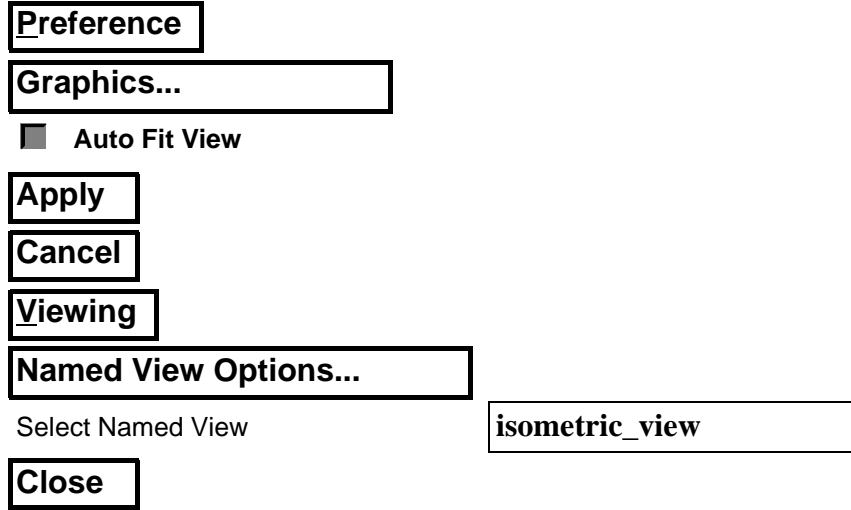 Preference
Graphics...
Auto Fit View
Apply
Cancel
Viewing
Named View Options...
Select Named View isometric_view
Close